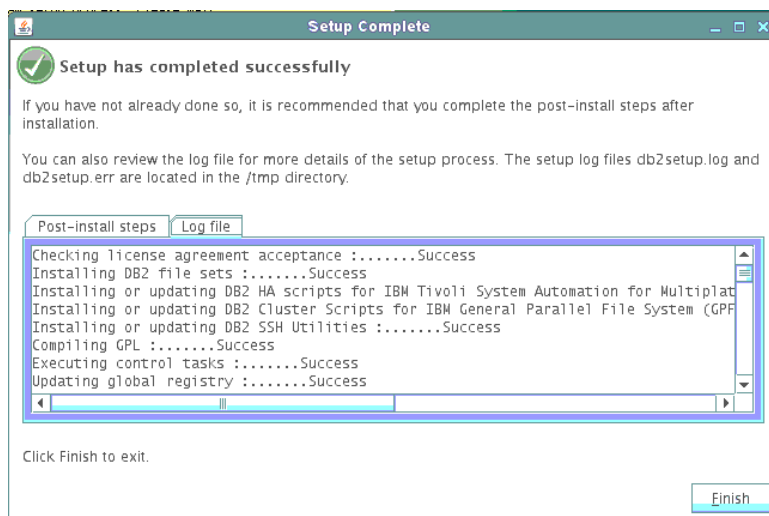 Setup Complete
Setup has completed successfully
If you have not already done so, it is recommended that you complete the post-install steps after
installation.
You can also review the log file for more details of the setup process. The setup log files db2setup.log and
db2setup.err are located in the /tmp directory.
Post-install steps
Log file
Checking license agreement acceptance :.......Success
Installing DB2 file sets :.......Success
Installing or updating DB2 HA scripts for IBM Tivoli System Automation for Multiplat
Installing or updating DB2 Cluster Scripts for IBM General Parallel File System (GPF
Installing or updating DB2 SSH Utilities :.......Success
Compiling GPL :.......Success
Executing control tasks :.......Success
Updating global registry :.......Success
Click Finish to exit.
Finish